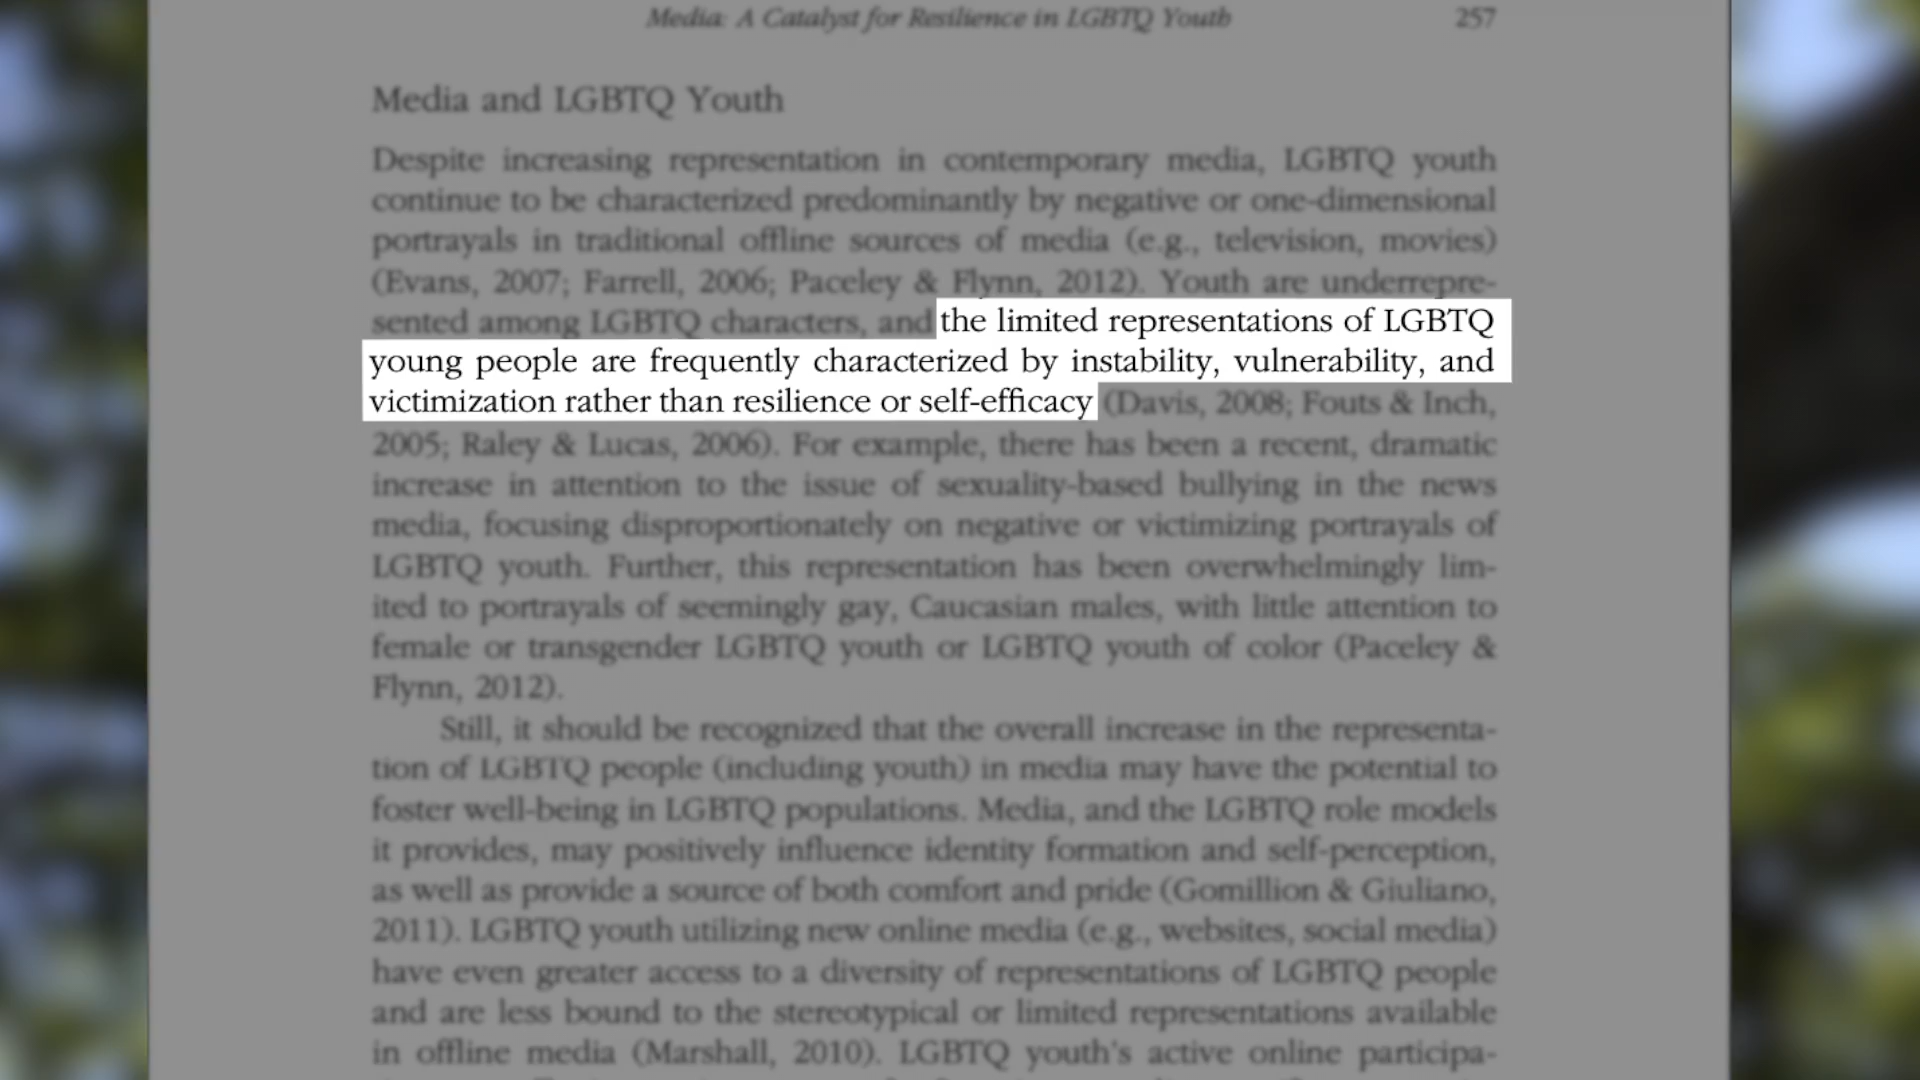 Media: A Catalyst for Resilience in LGBTQ Youth 257
Media and LGBTQ Youth
Despite increasing representation in contemporary media, LGBTQ youth
continue to be characterized predominantly by negative or one-dimensional
portrayals in traditional offline sources of media (e.g., television, movies)
(Evans, 2007; Farrell, 2006; Paceley & Flynn, 2012). Youth are underrepre-
sented among LGBTQ characters, and the limited representations of LGBTQ
young people are frequently characterized by instability, vulnerability, and
victimization rather than resilience or self-efficacy (Davis, 2008; Fouts & Inch,
2005; Raley & Lucas, 2006). For example, there has been a recent, dramatic
increase in attention to the issue of sexuality-based bullying in the news
media, focusing disproportionately on negative or victimizing portrayals of
LGBTQ youth. Further, this representation has been overwhelmingly lim-
ited to portrayals of seemingly gay, Caucasian males, with little attention to
female or transgender LGBTQ youth or LGBTQ youth of color (Paceley &
Flynn, 2012).
Still, it should be recognized that the overall increase in the representa-
tion of LGBTQ people (including youth) in media may have the potential to
foster well-being in LGBTQ populations. Media, and the LGBTQ role models
it provides, may positively influence identity formation and self-perception,
as well as provide a source of both comfort and pride (Gomillion & Giuliano,
2011). LGBTQ youth utilizing new online media (e.g., websites, social media)
have even greater access to a diversity of representations of LGBTQ people
and are less bound to the stereotypical or limited representations available
in offline media (Marshall, 2010). LGBTQ youth's active online participa-